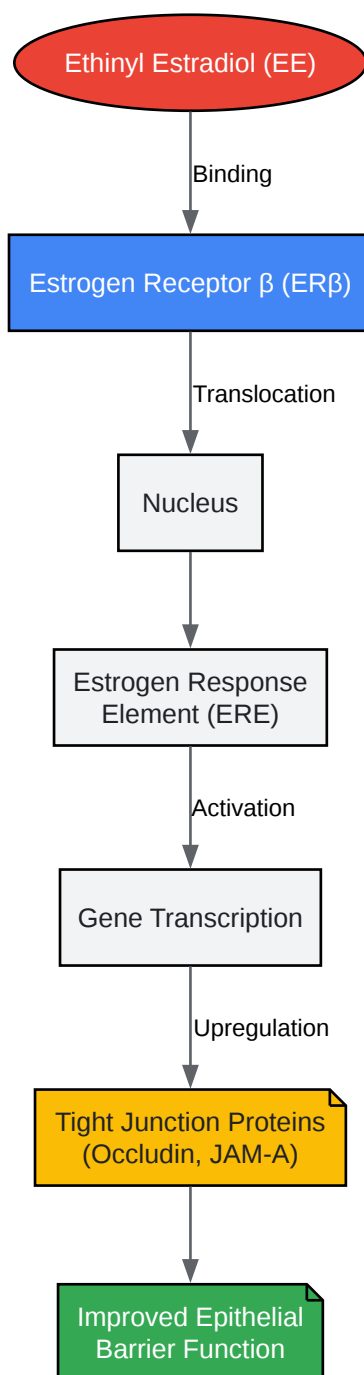 Ethinyl Estradiol (EE)
Binding
Estrogen Receptor β (ERβ)
Translocation
Nucleus
Estrogen Response
Element (ERE)
Activation
Gene Transcription
Upregulation
Tight Junction Proteins
(Occludin, JAM-A)
Improved Epithelial
Barrier Function